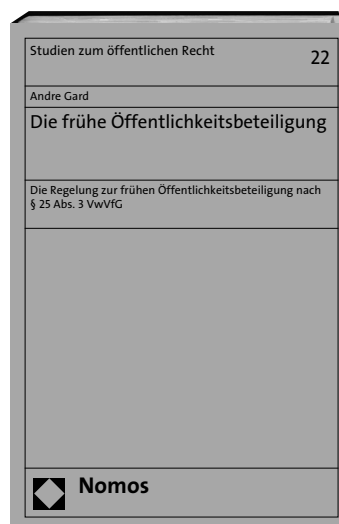 Studien zum öffentlichen Recht
22
Andre Gard
Die frühe Öffentlichkeitsbeteiligung
Die Regelung zur frühen Öffentlichkeitsbeteiligung nach
§ 25 Abs. 3 VwVfG
Nomos